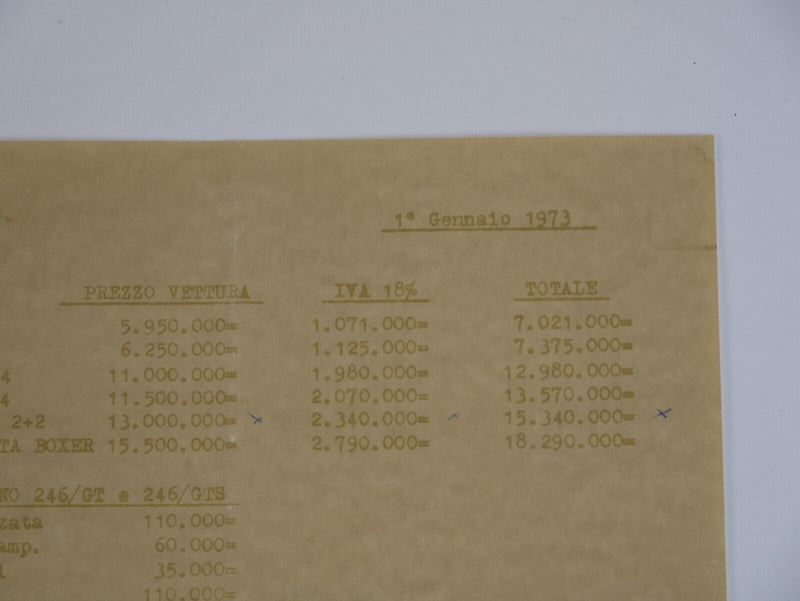 1º Gennaio 1973
PREZZO VETTURA IVA 18% TOTALE
5.950.000= 1.071.000= 7.021.000=
6.250.000= 1.125.000= 7.375.000=
4 11.000.000= 1.980.000= 12.980.000=
4 11.500.000= 2.070.000= 13.570.000=
2+2 13.000.000= 2.340.000= 15.340.000=
TA BOXER 15.500.000= 2.790.000= 18.290.000=
NO 246/GT e 246/GTS
zata 110.000=
amp. 60.000=
l 35.000=
110.000=